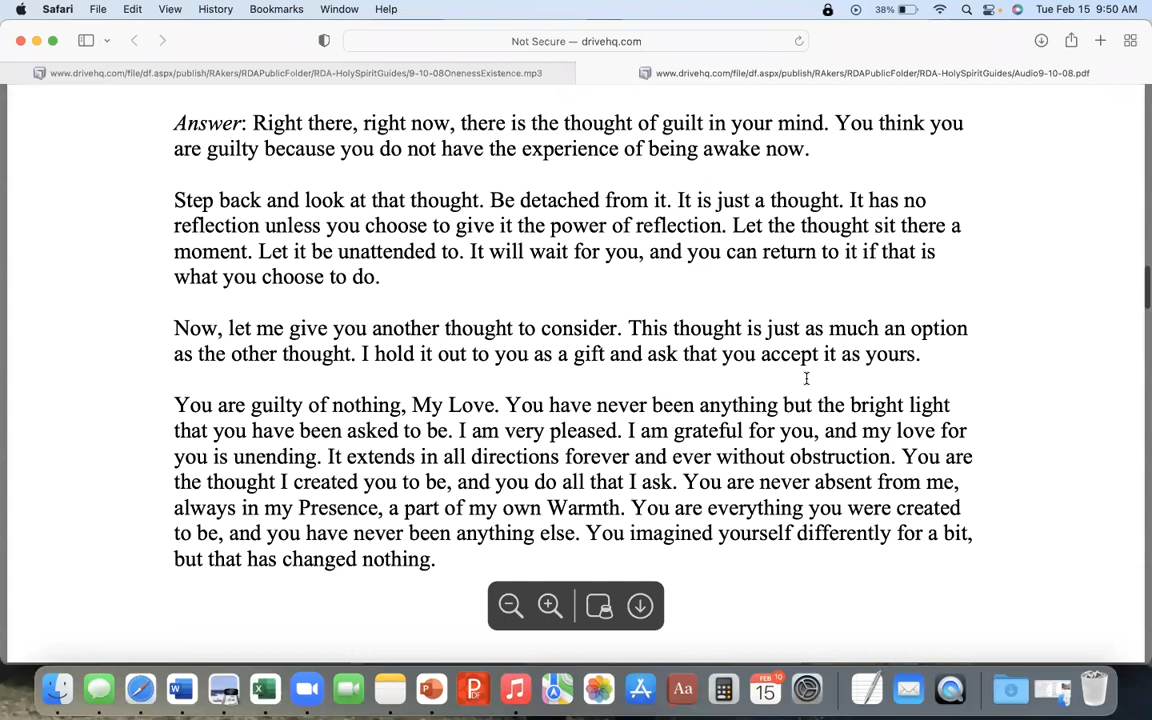 Safari File Edit View History Bookmarks Window Help 38% Tue Feb 15 9:50 AM
Not Secure — drivehq.com
www.drivehq.com/file/df.aspx/publish/RAkers/RDAPublicFolder/RDA-HolySpiritGuides/9-10-08OnenessExistence.mp3
www.drivehq.com/file/df.aspx/publish/RAkers/RDAPublicFolder/RDA-HolySpiritGuides/Audio9-10-08.pdf
Answer: Right there, right now, there is the thought of guilt in your mind. You think you
are guilty because you do not have the experience of being awake now.
Step back and look at that thought. Be detached from it. It is just a thought. It has no
reflection unless you choose to give it the power of reflection. Let the thought sit there a
moment. Let it be unattended to. It will wait for you, and you can return to it if that is
what you choose to do.
Now, let me give you another thought to consider. This thought is just as much an option
as the other thought. I hold it out to you as a gift and ask that you accept it as yours.
You are guilty of nothing, My Love. You have never been anything but the bright light
that you have been asked to be. I am very pleased. I am grateful for you, and my love for
you is unending. It extends in all directions forever and ever without obstruction. You are
the thought I created you to be, and you do all that I ask. You are never absent from me,
always in my Presence, a part of my own Warmth. You are everything you were created
to be, and you have never been anything else. You imagined yourself differently for a bit,
but that has changed nothing.
W X P P PDF Aa FEB 15